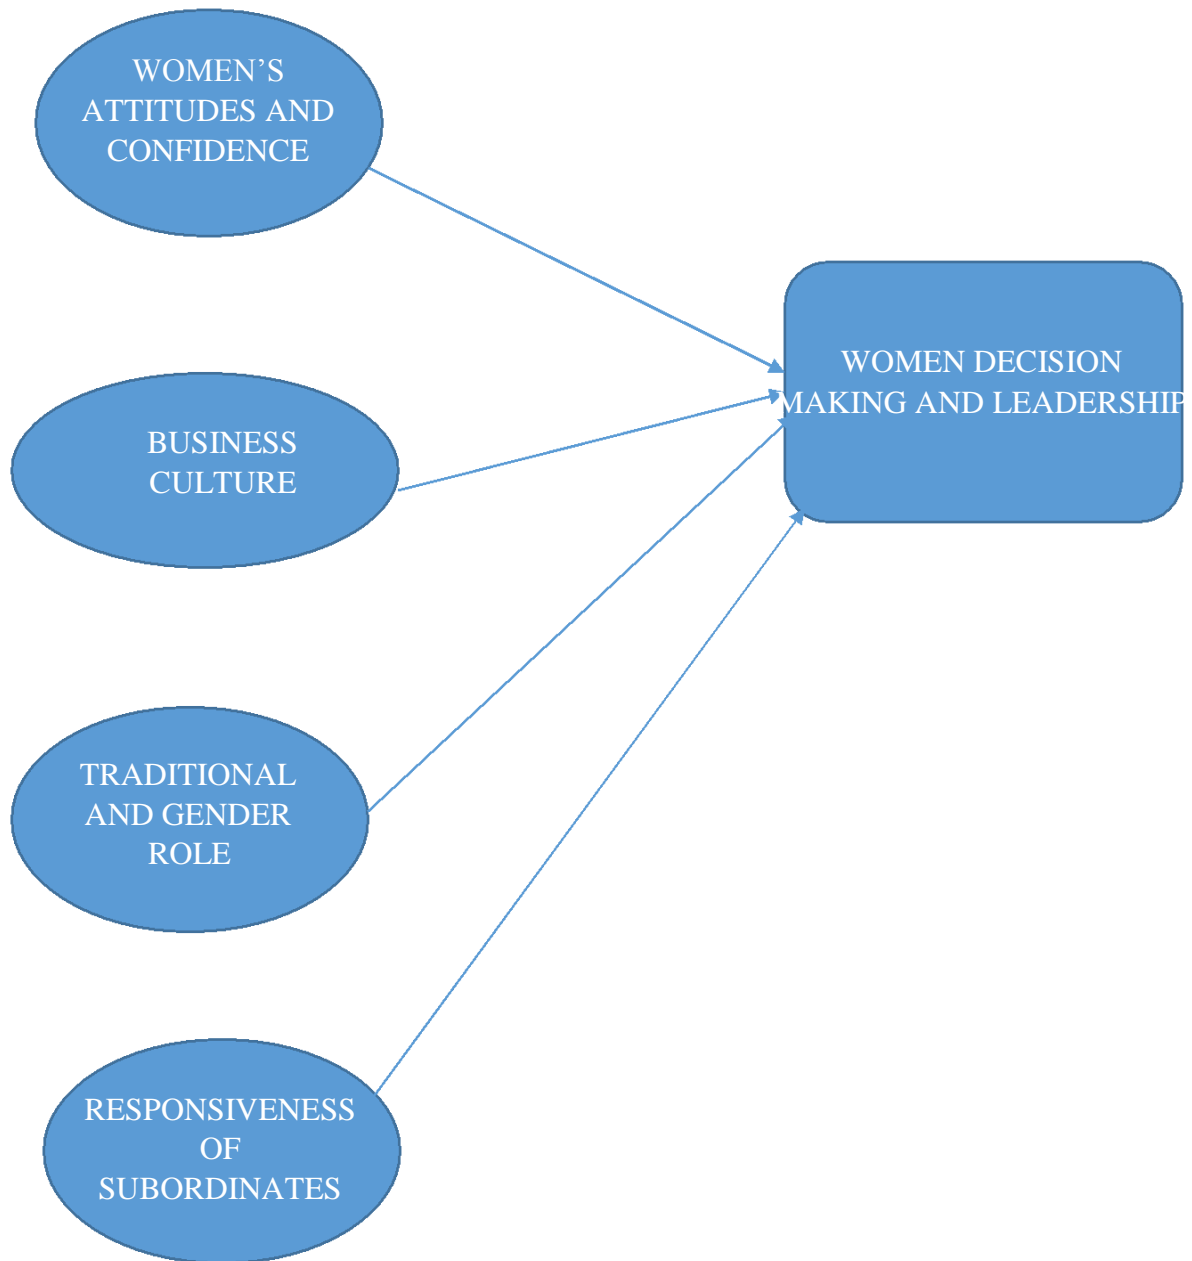 WOMEN’S
ATTITUDES AND
CONFIDENCE
WOMEN DECISION
MAKING AND LEADERSHIP
BUSINESS
CULTURE
TRADITIONAL
AND GENDER
ROLE
RESPONSIVENESS
OF
SUBORDINATES